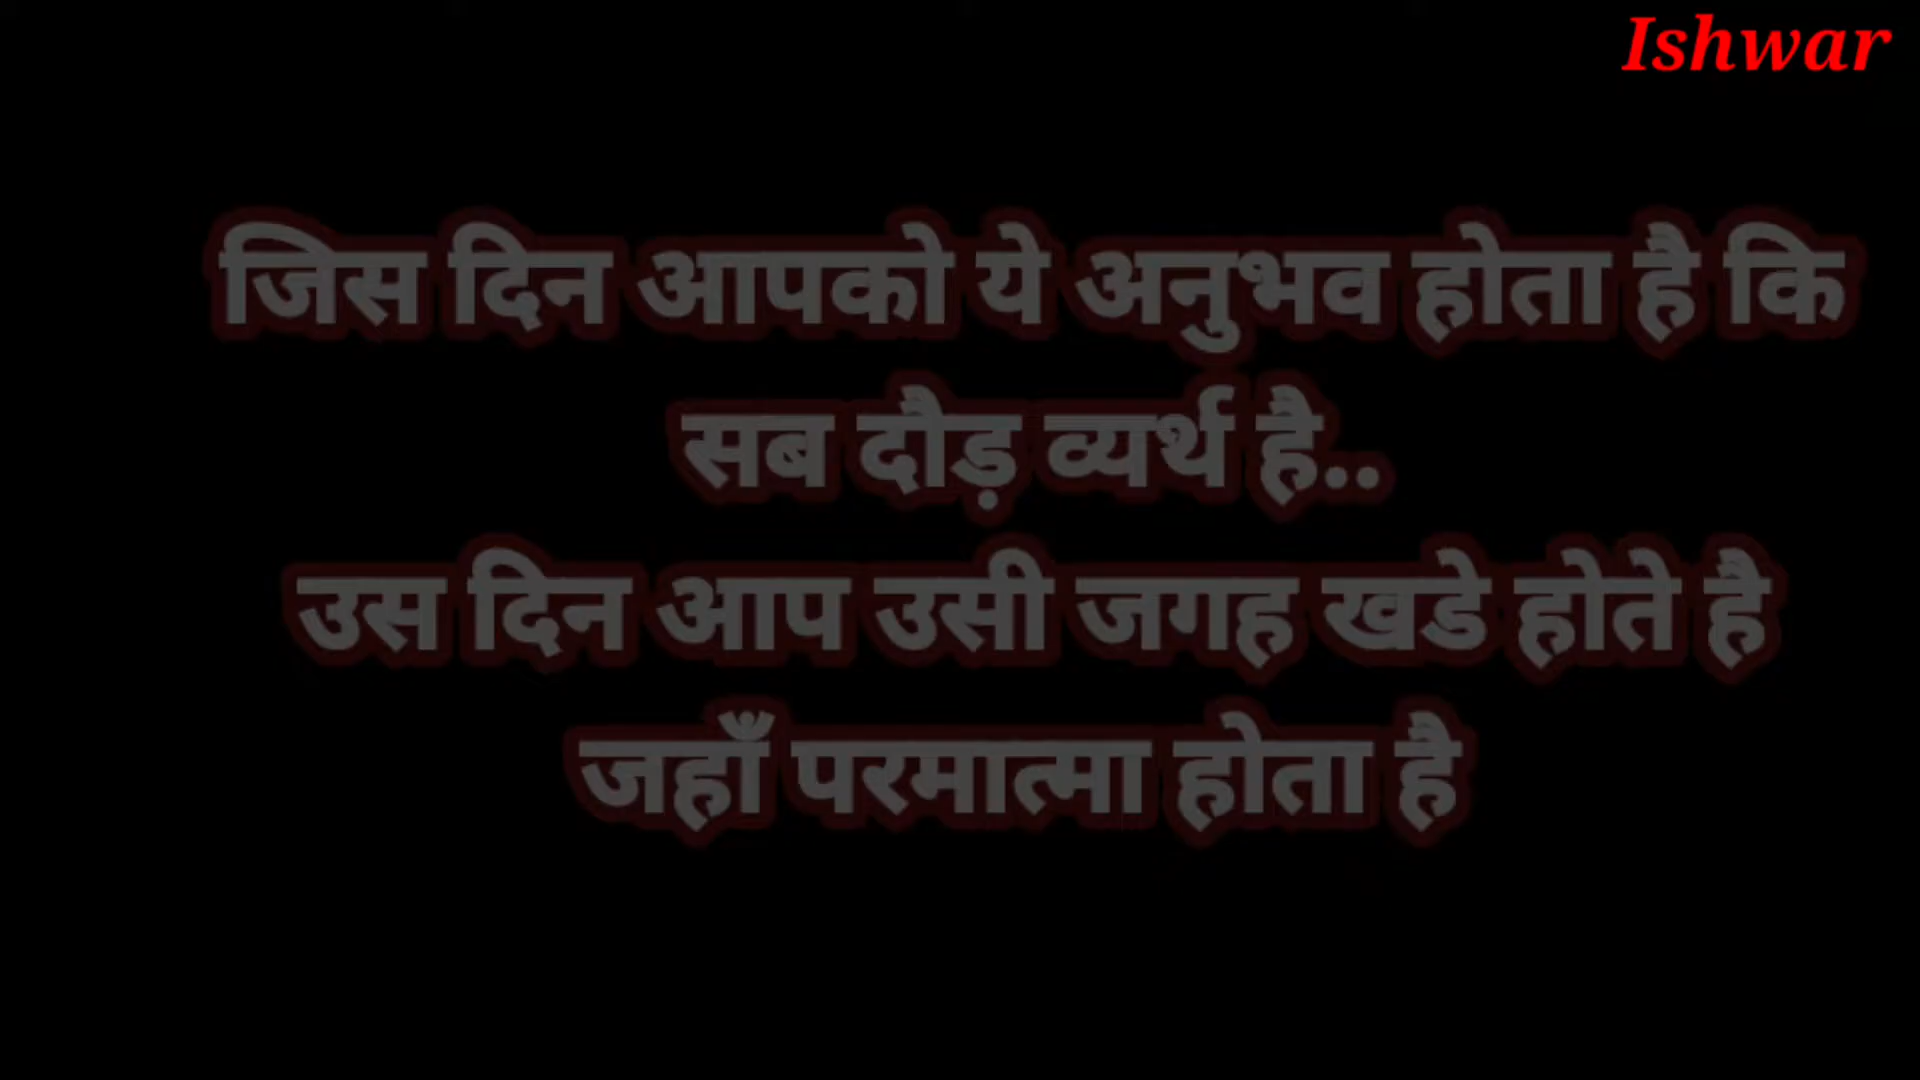 Ishwar
जिस दिन आपको ये अनुभव होता है कि
सब दौड़ व्यर्थ है..
उस दिन आप उसी जगह खडे होते है
जहाँ परमात्मा होता है